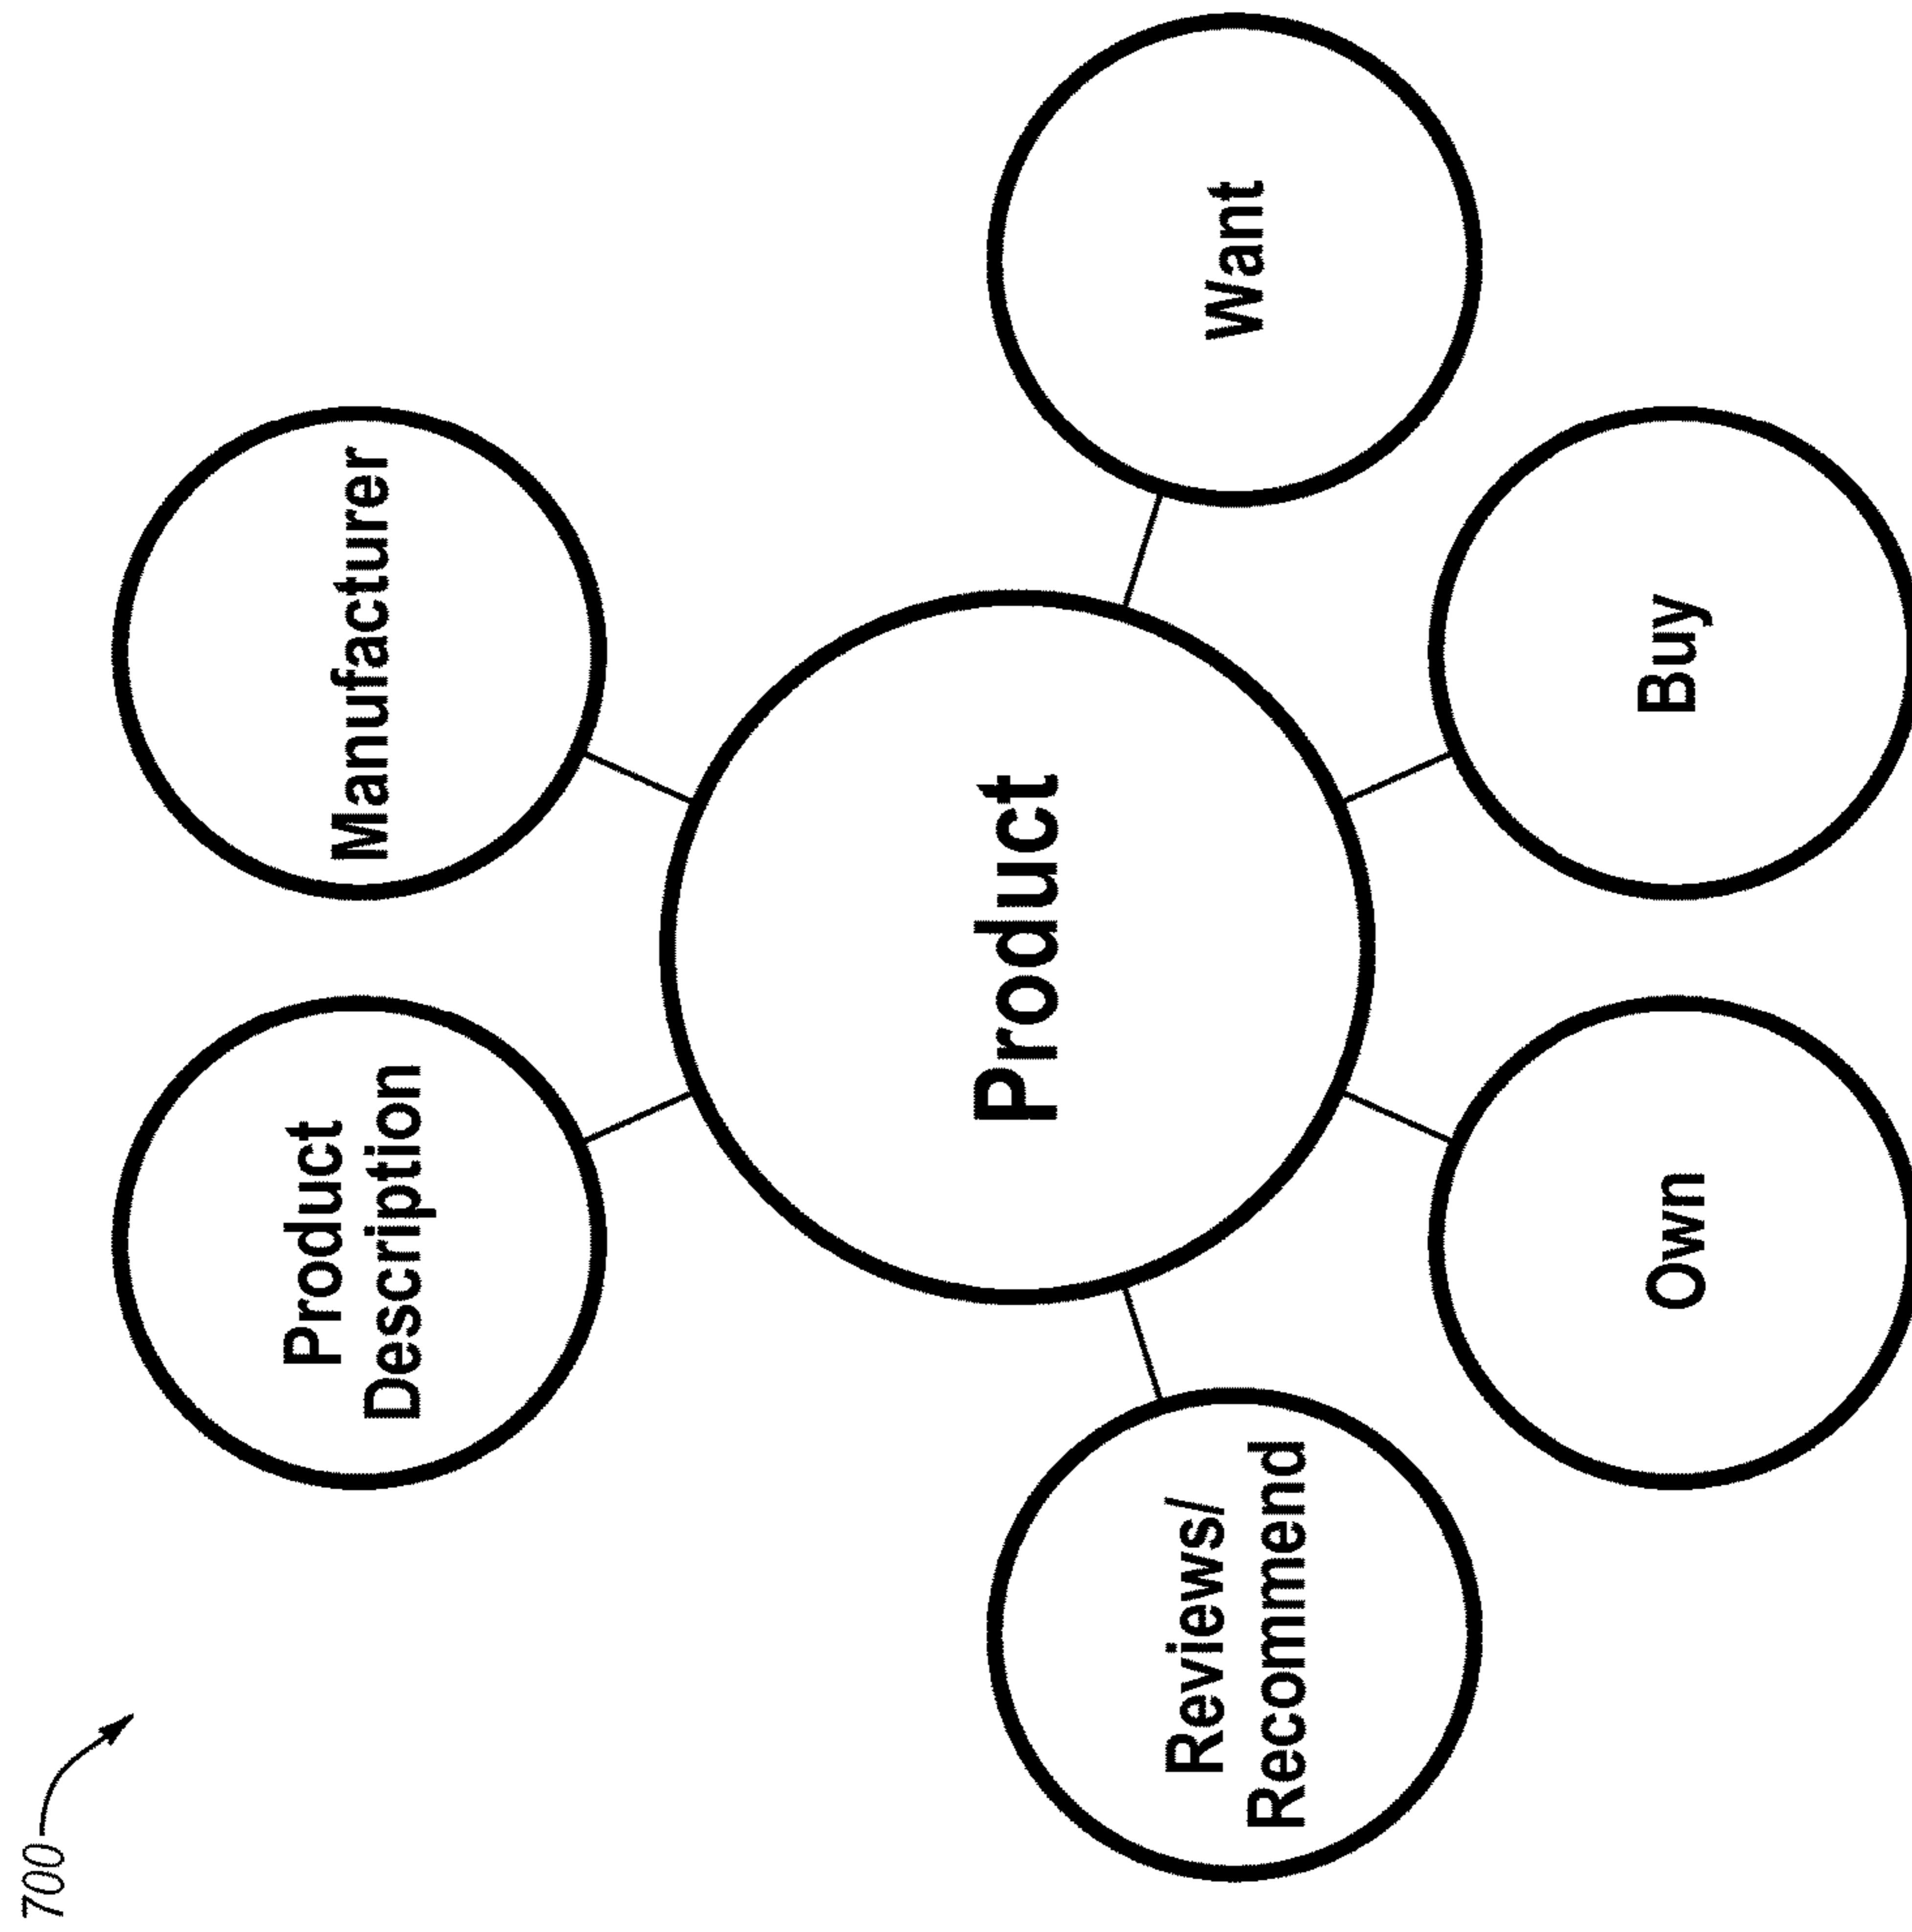 700
Product
Description
Manufacturer
Product
Reviews/
Recommend
Want
Own
Buy